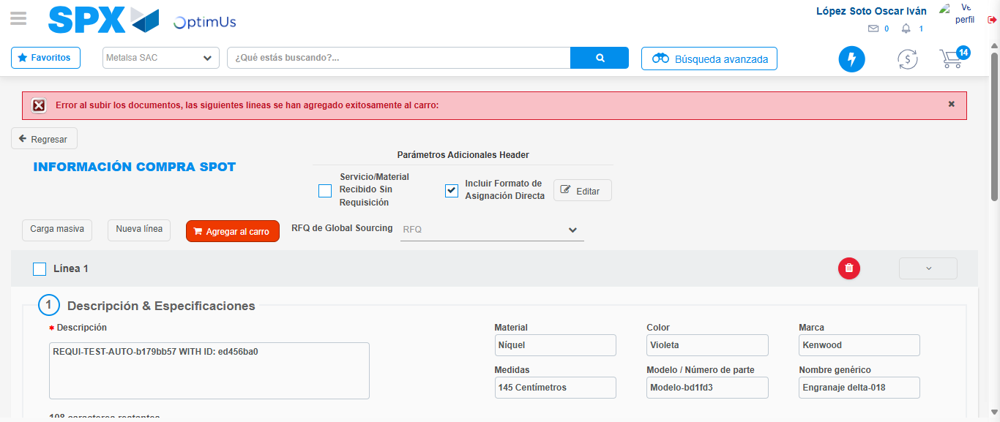 SPX OptimUs
López Soto Oscar Iván
Ve
perfil
0
1
Favoritos
Metalsa SAC
¿Qué estás buscando?...
Búsqueda avanzada
14
Error al subir los documentos, las siguientes lineas se han agregado exitosamente al carro:
Regresar
INFORMACIÓN COMPRA SPOT
Parámetros Adicionales Header
Servicio/Material
Recibido Sin
Requisición
Incluir Formato de
Asignación Directa
Editar
Carga masiva
Nueva línea
Agregar al carro
RFQ de Global Sourcing
RFQ
Línea 1
1 Descripción & Especificaciones
* Descripción
REQUI-TEST-AUTO-b179bb57 WITH ID: ed456ba0
108 caracteres restantes
Material
Níquel
Color
Violeta
Marca
Kenwood
Medidas
145 Centímetros
Modelo / Número de parte
Modelo-bd1fd3
Nombre genérico
Engranaje delta-018